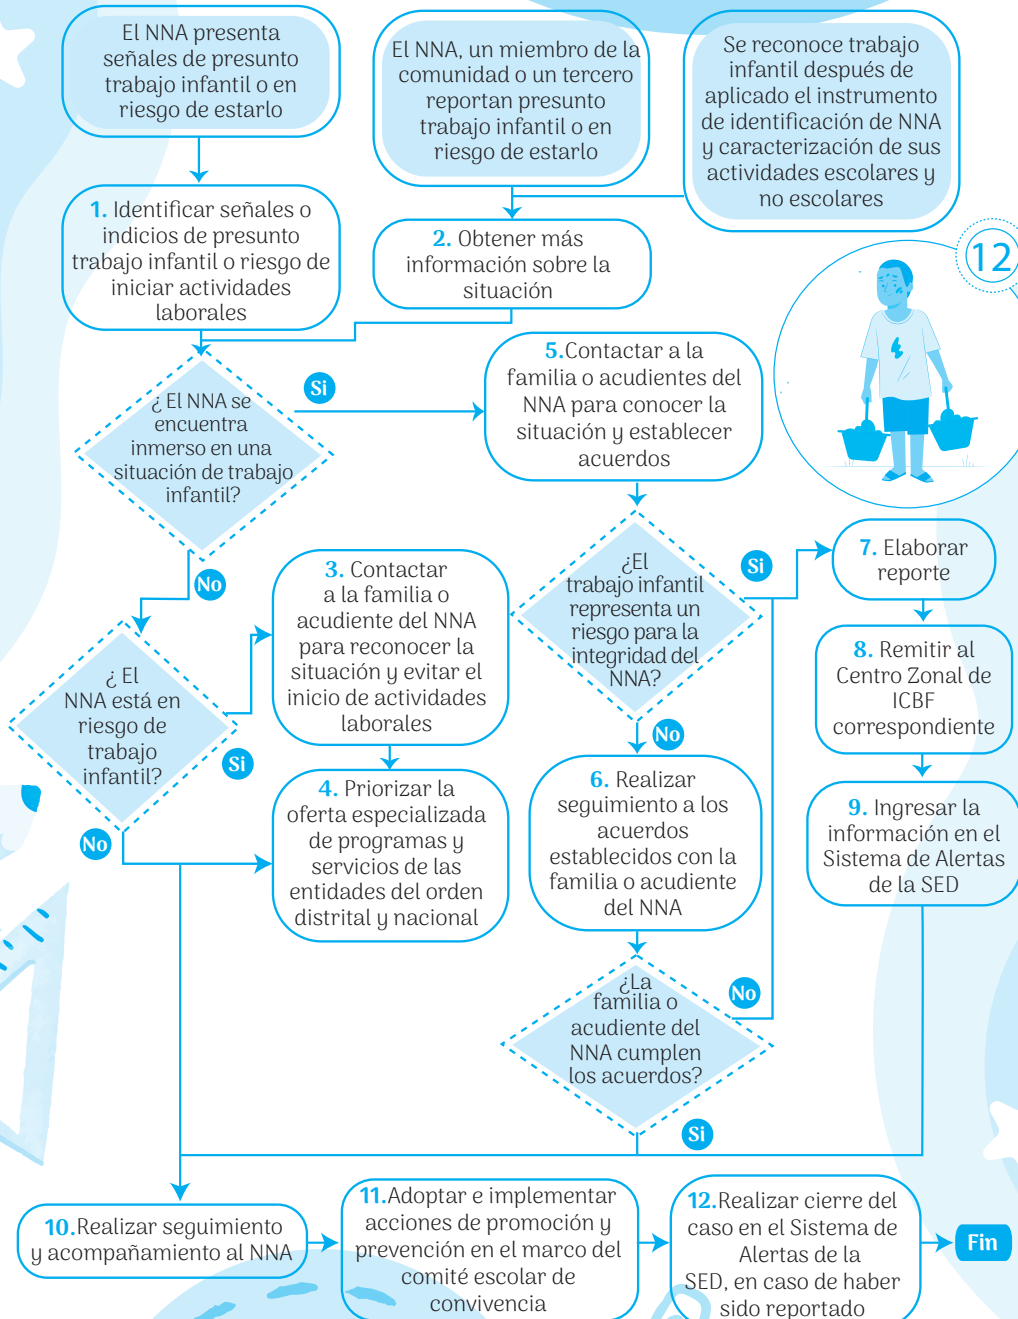 El NNA presenta
señales de presunto
trabajo infantil o en
riesgo de estarlo
El NNA, un miembro de la
comunidad o un tercero
reportan presunto
trabajo infantil o en
riesgo de estarlo
Se reconoce trabajo
infantil después de
aplicado el instrumento
de identificación de NNA
y caracterización de sus
actividades escolares y
no escolares
1. Identificar señales o
indicios de presunto
trabajo infantil o riesgo de
iniciar actividades
laborales
2. Obtener más
información sobre la
situación
12
¿ El NNA se
encuentra
inmerso en una
situación de trabajo
infantil?
Si
5.Contactar a la
familia o acudientes del
NNA para conocer la
situación y establecer
acuerdos
No
3. Contactar
a la familia o
acudiente del NNA
para reconocer la
situación y evitar el
inicio de actividades
laborales
¿El
trabajo infantil
representa un
riesgo para la
integridad del
NNA?
Si
7. Elaborar
reporte
8. Remitir al
Centro Zonal de
ICBF
correspondiente
¿ El
NNA está en
riesgo de
trabajo
infantil?
Si
No
No
4. Priorizar la
oferta especializada
de programas y
servicios de las
entidades del orden
distrital y nacional
6. Realizar
seguimiento a los
acuerdos
establecidos con la
familia o acudiente
del NNA
9. Ingresar la
información en el
Sistema de Alertas
de la SED
¿La
familia o
acudiente del
NNA cumplen
los acuerdos?
No
Si
10.Realizar seguimiento
y acompañamiento al NNA
11.Adoptar e implementar
acciones de promoción y
prevención en el marco del
comité escolar de
convivencia
12.Realizar cierre del
caso en el Sistema de
Alertas de la
SED, en caso de haber
sido reportado
Fin